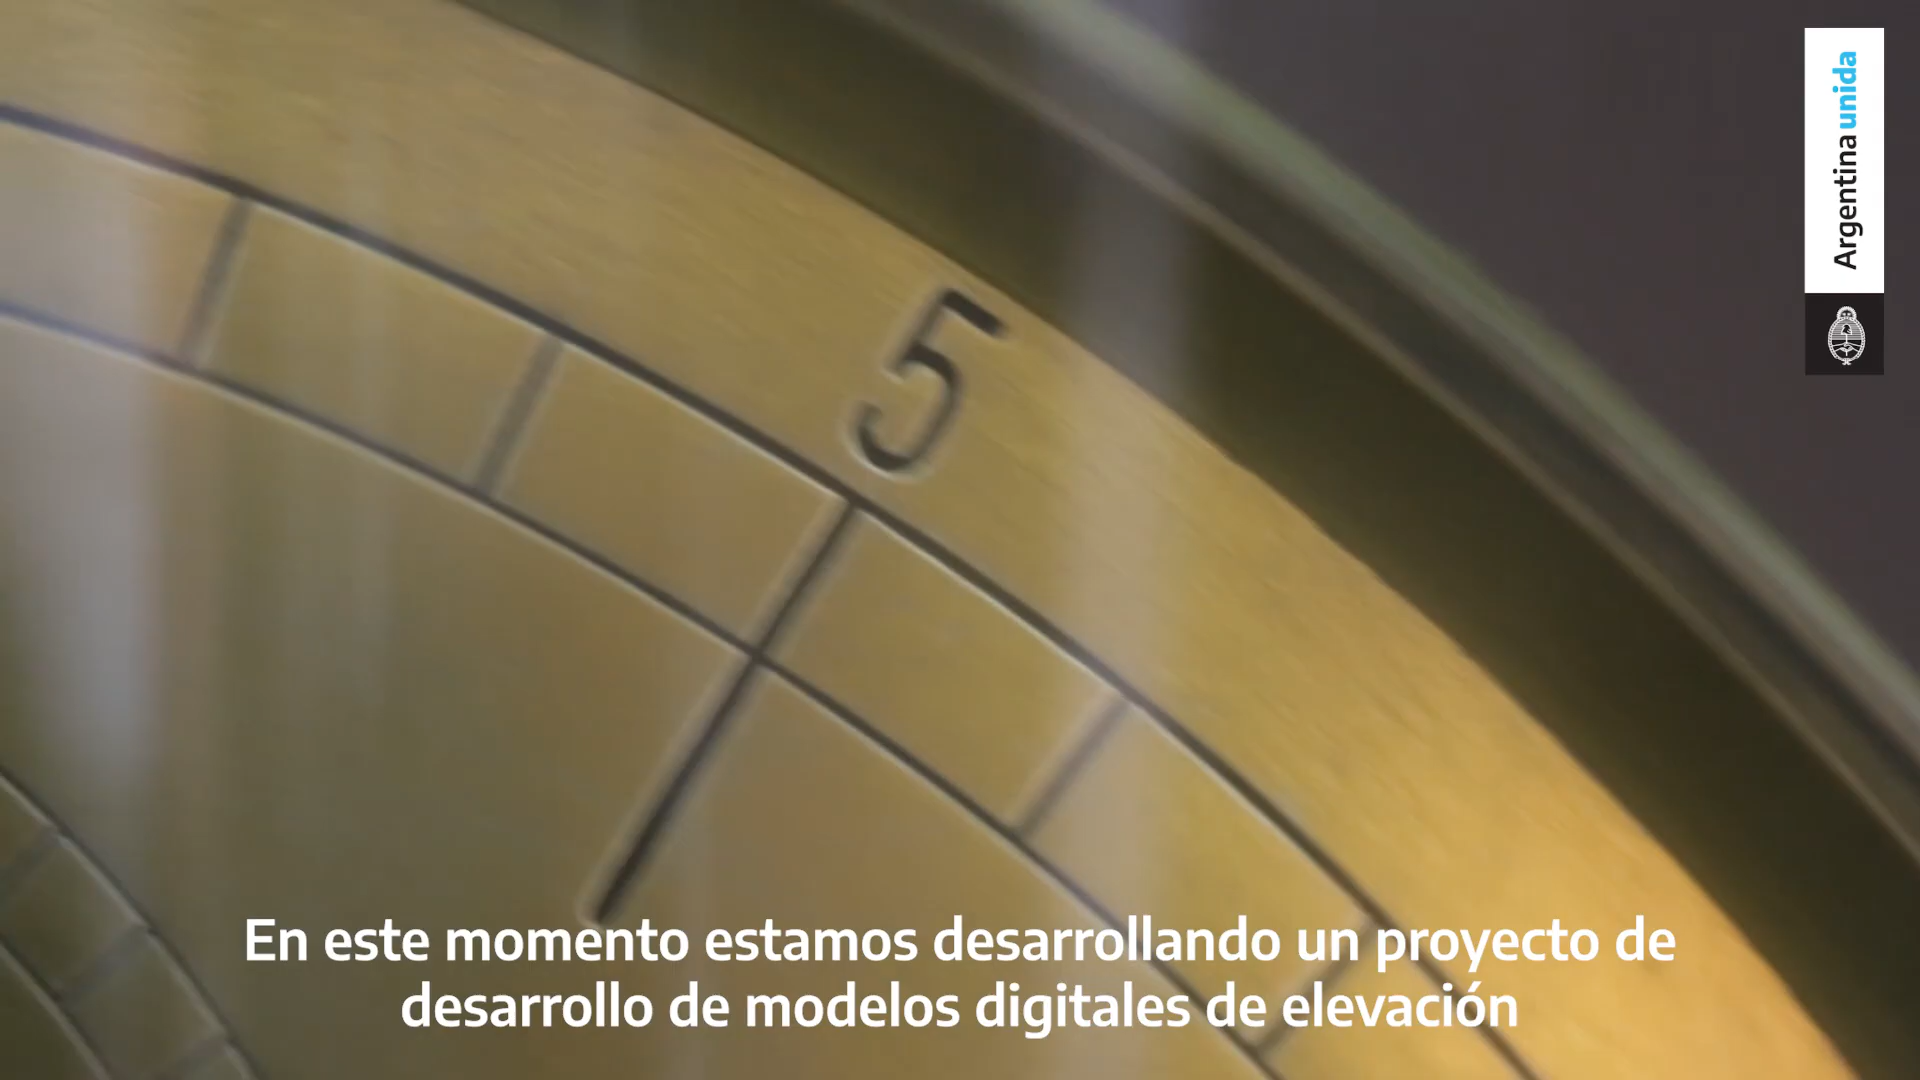 Argentina unida
5
En este momento estamos desarrollando un proyecto de
desarrollo de modelos digitales de elevación